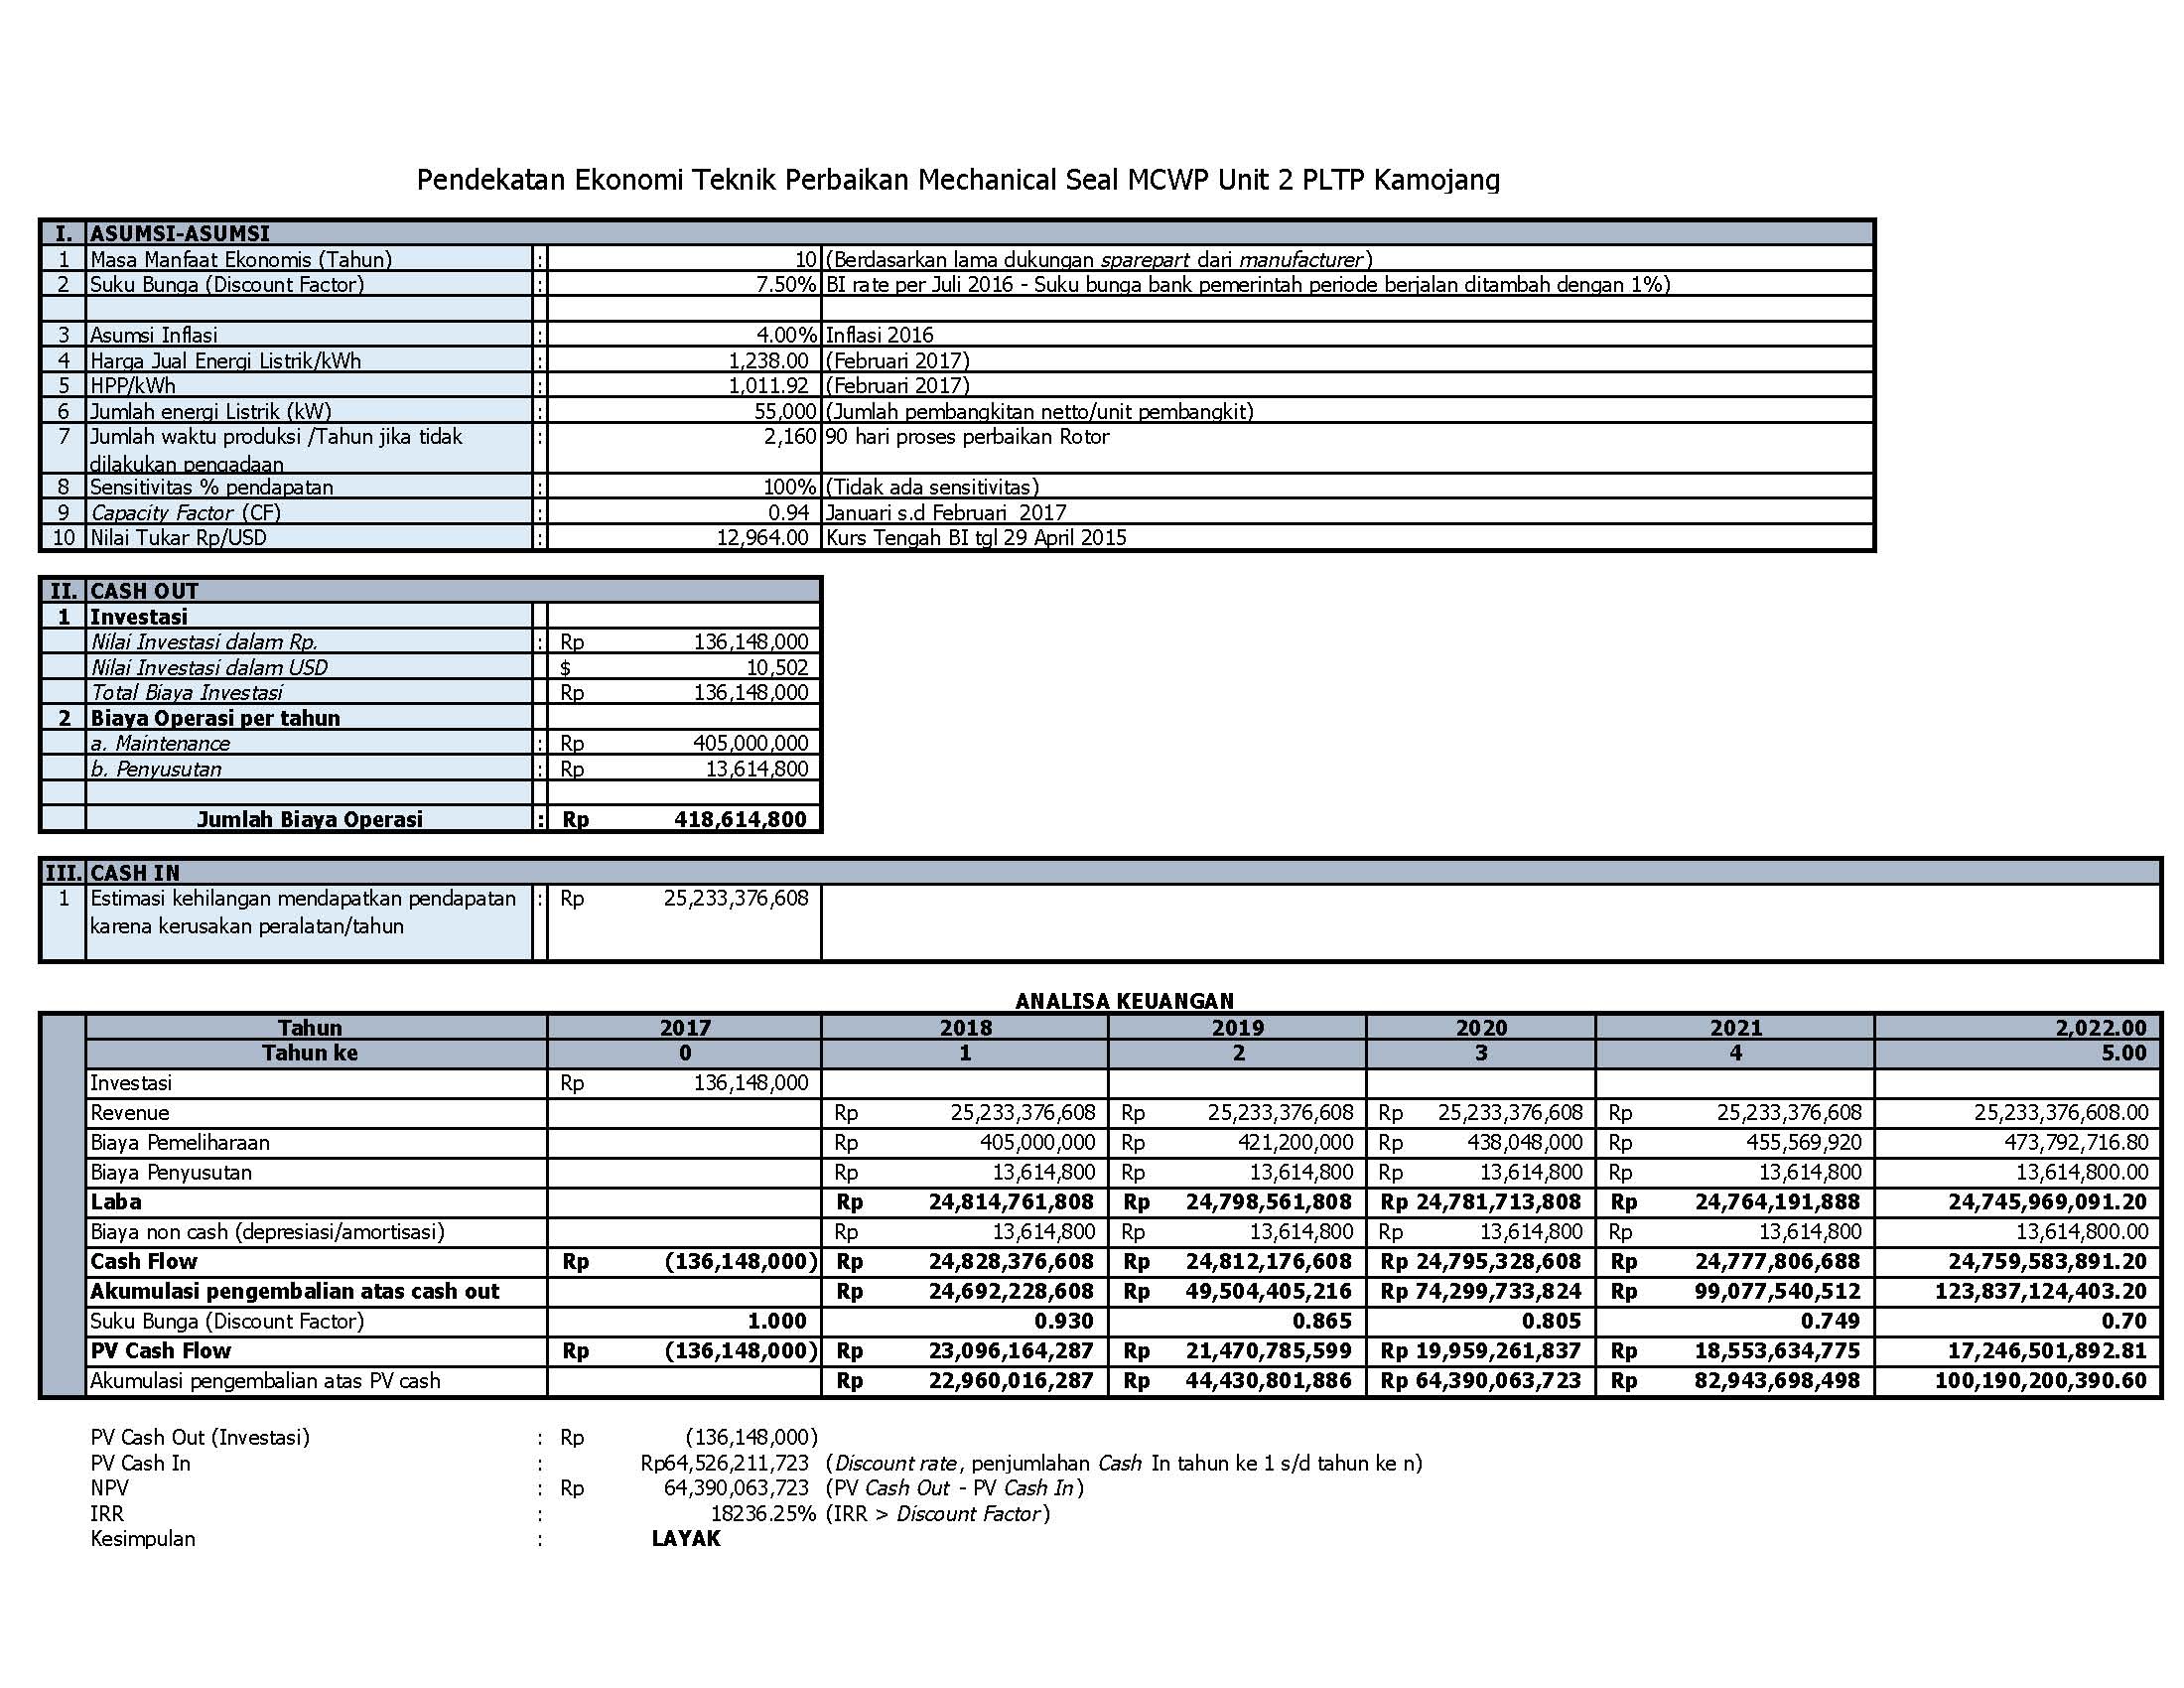 Pendekatan Ekonomi Teknik Perbaikan Mechanical Seal MCWP Unit 2 PLTP Kamojang
I. ASUMSI-ASUMSI
1 Masa Manfaat Ekonomis (Tahun) : 10 (Berdasarkan lama dukungan sparepart dari manufacturer)
2 Suku Bunga (Discount Factor) : 7.50% BI rate per Juli 2016 - Suku bunga bank pemerintah periode berjalan ditambah dengan 1%)
3 Asumsi Inflasi : 4.00% Inflasi 2016
4 Harga Jual Energi Listrik/kWh : 1,238.00 (Februari 2017)
5 HPP/kWh : 1,011.92 (Februari 2017)
6 Jumlah energi Listrik (kW) : 55,000 (Jumlah pembangkitan netto/unit pembangkit)
7 Jumlah waktu produksi /Tahun jika tidak : 2,160 90 hari proses perbaikan Rotor
dilakukan pengadaan
8 Sensitivitas % pendapatan : 100% (Tidak ada sensitivitas)
9 Capacity Factor (CF) : 0.94 Januari s.d Februari 2017
10 Nilai Tukar Rp/USD : 12,964.00 Kurs Tengah BI tgl 29 April 2015
II. CASH OUT
1 Investasi
Nilai Investasi dalam Rp. : Rp 136,148,000
Nilai Investasi dalam USD $ 10,502
Total Biaya Investasi Rp 136,148,000
2 Biaya Operasi per tahun
a. Maintenance : Rp 405,000,000
b. Penyusutan : Rp 13,614,800
Jumlah Biaya Operasi : Rp 418,614,800
III. CASH IN
1 Estimasi kehilangan mendapatkan pendapatan : Rp 25,233,376,608
karena kerusakan peralatan/tahun
ANALISA KEUANGAN
Tahun 2017 2018 2019 2020 2021 2,022.00
Tahun ke 0 1 2 3 4 5.00
Investasi Rp 136,148,000
Revenue Rp 25,233,376,608 Rp 25,233,376,608 Rp 25,233,376,608 Rp 25,233,376,608 25,233,376,608.00
Biaya Pemeliharaan Rp 405,000,000 Rp 421,200,000 Rp 438,048,000 Rp 455,569,920 473,792,716.80
Biaya Penyusutan Rp 13,614,800 Rp 13,614,800 Rp 13,614,800 Rp 13,614,800 13,614,800.00
Laba Rp 24,814,761,808 Rp 24,798,561,808 Rp 24,781,713,808 Rp 24,764,191,888 24,745,969,091.20
Biaya non cash (depresiasi/amortisasi) Rp 13,614,800 Rp 13,614,800 Rp 13,614,800 Rp 13,614,800 13,614,800.00
Cash Flow Rp (136,148,000) Rp 24,828,376,608 Rp 24,812,176,608 Rp 24,795,328,608 Rp 24,777,806,688 24,759,583,891.20
Akumulasi pengembalian atas cash out Rp 24,692,228,608 Rp 49,504,405,216 Rp 74,299,733,824 Rp 99,077,540,512 123,837,124,403.20
Suku Bunga (Discount Factor) 1.000 0.930 0.865 0.805 0.749 0.70
PV Cash Flow Rp (136,148,000) Rp 23,096,164,287 Rp 21,470,785,599 Rp 19,959,261,837 Rp 18,553,634,775 17,246,501,892.81
Akumulasi pengembalian atas PV cash Rp 22,960,016,287 Rp 44,430,801,886 Rp 64,390,063,723 Rp 82,943,698,498 100,190,200,390.60
PV Cash Out (Investasi) : Rp (136,148,000)
PV Cash In : Rp64,526,211,723 (Discount rate, penjumlahan Cash In tahun ke 1 s/d tahun ke n)
NPV : Rp 64,390,063,723 (PV Cash Out - PV Cash In)
IRR : 18236.25% (IRR > Discount Factor)
Kesimpulan : LAYAK